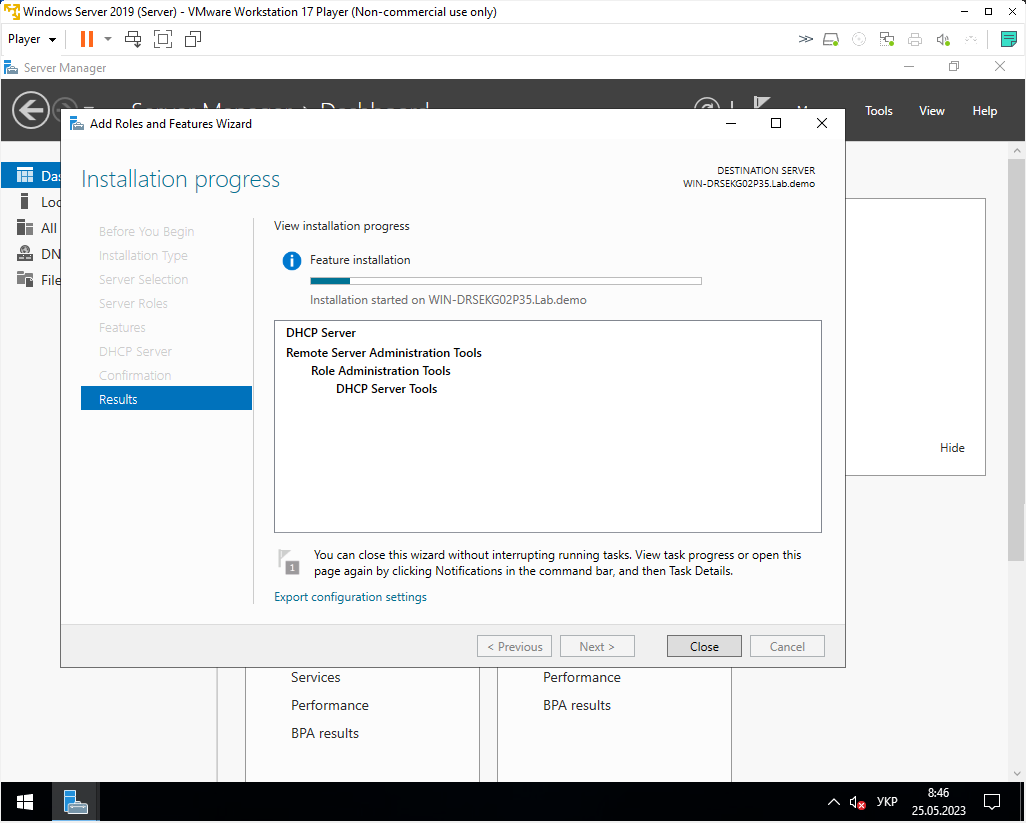 Windows Server 2019 (Server) - VMware Workstation 17 Player (Non-commercial use only)
Player
Server Manager
Server Manager
Dashboard
Tools
View
Help
Add Roles and Features Wizard
Installation progress
DESTINATION SERVER
WIN-DRSEKG02P35.Lab.demo
Das
Loc
All
DN
File
Before You Begin
Installation Type
Server Selection
Server Roles
Features
DHCP Server
Confirmation
Results
View installation progress
Feature installation
Installation started on WIN-DRSEKG02P35.Lab.demo
DHCP Server
Remote Server Administration Tools
Role Administration Tools
DHCP Server Tools
Hide
1
You can close this wizard without interrupting running tasks. View task progress or open this
page again by clicking Notifications in the command bar, and then Task Details.
Export configuration settings
< Previous
Next >
Close
Cancel
Services
Performance
BPA results
Performance
BPA results
УКР
8:46
25.05.2023